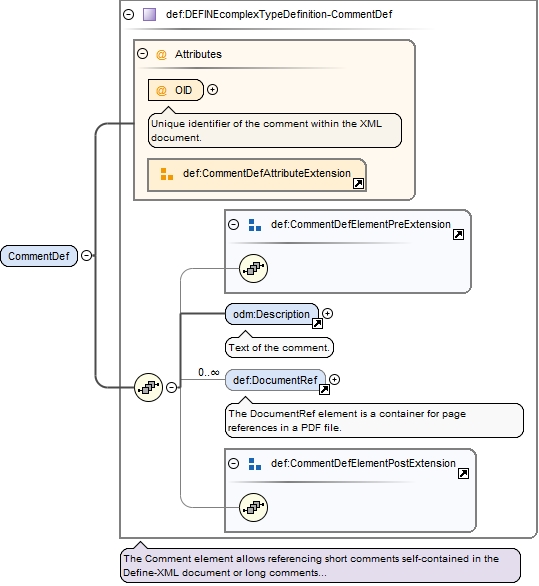 def:DEFINEcomplexTypeDefinition-CommentDef
@ Attributes
@ OID
Unique identifier of the comment within the XML
document.
def:CommentDefAttributeExtension
def:CommentDefElementPreExtension
CommentDef
odm:Description
Text of the comment.
0..∞
def:DocumentRef
The DocumentRef element is a container for page
references in a PDF file.
def:CommentDefElementPostExtension
The Comment element allows referencing short comments self-contained in the
Define-XML document or long comments...